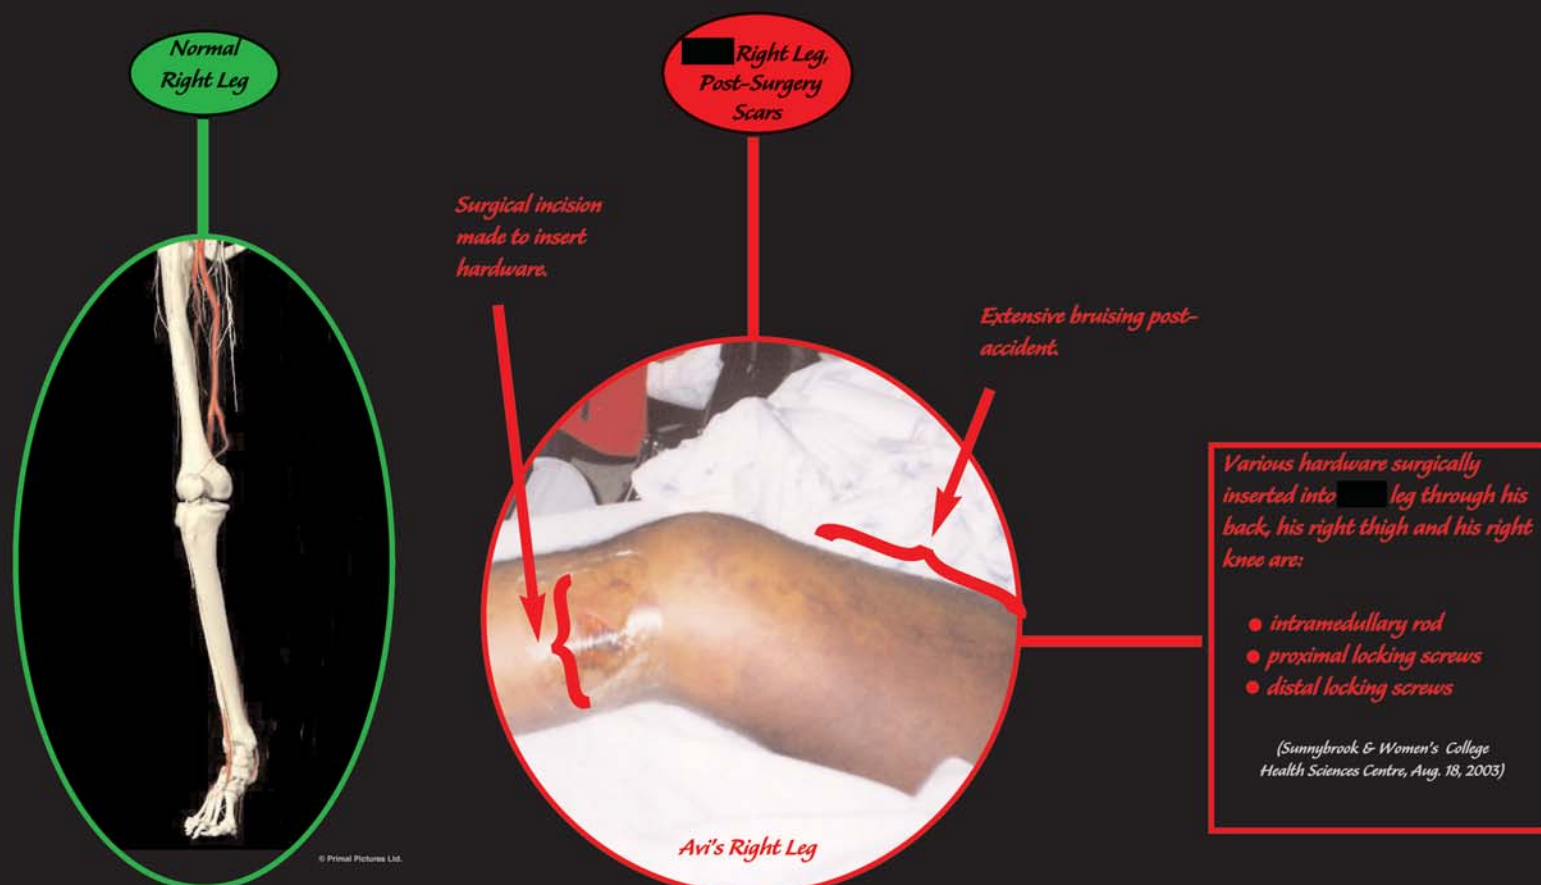 Normal
Right Leg
Right Leg,
Post-Surgery
Scars
Surgical incision
made to insert
hardware.
Extensive bruising post-
accident.
Various hardware surgically
inserted into leg through his
back, his right thigh and his right
knee are:
● intramedullary rod
● proximal locking screws
● distal locking screws
(Sunnybrook & Women's College
Health Sciences Centre, Aug. 18, 2003)
Avi's Right Leg
© Primal Pictures Ltd.